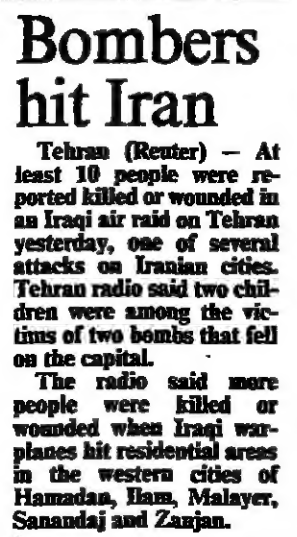 Bombers
hit Iran
Tehran (Reuter) — At
least 10 people were re-
ported killed or wounded in
an Iraqi air raid on Tehran
yesterday, one of several
attacks on Iranian cities.
Tehran radio said two chil-
dren were among the vic-
tims of two bombs that fell
on the capital.
The radio said more
people were killed or
wounded when Iraqi war-
planes hit residential areas
in the western cities of
Hamadan, Ilam, Malayer,
Sanandaj and Zanjan.